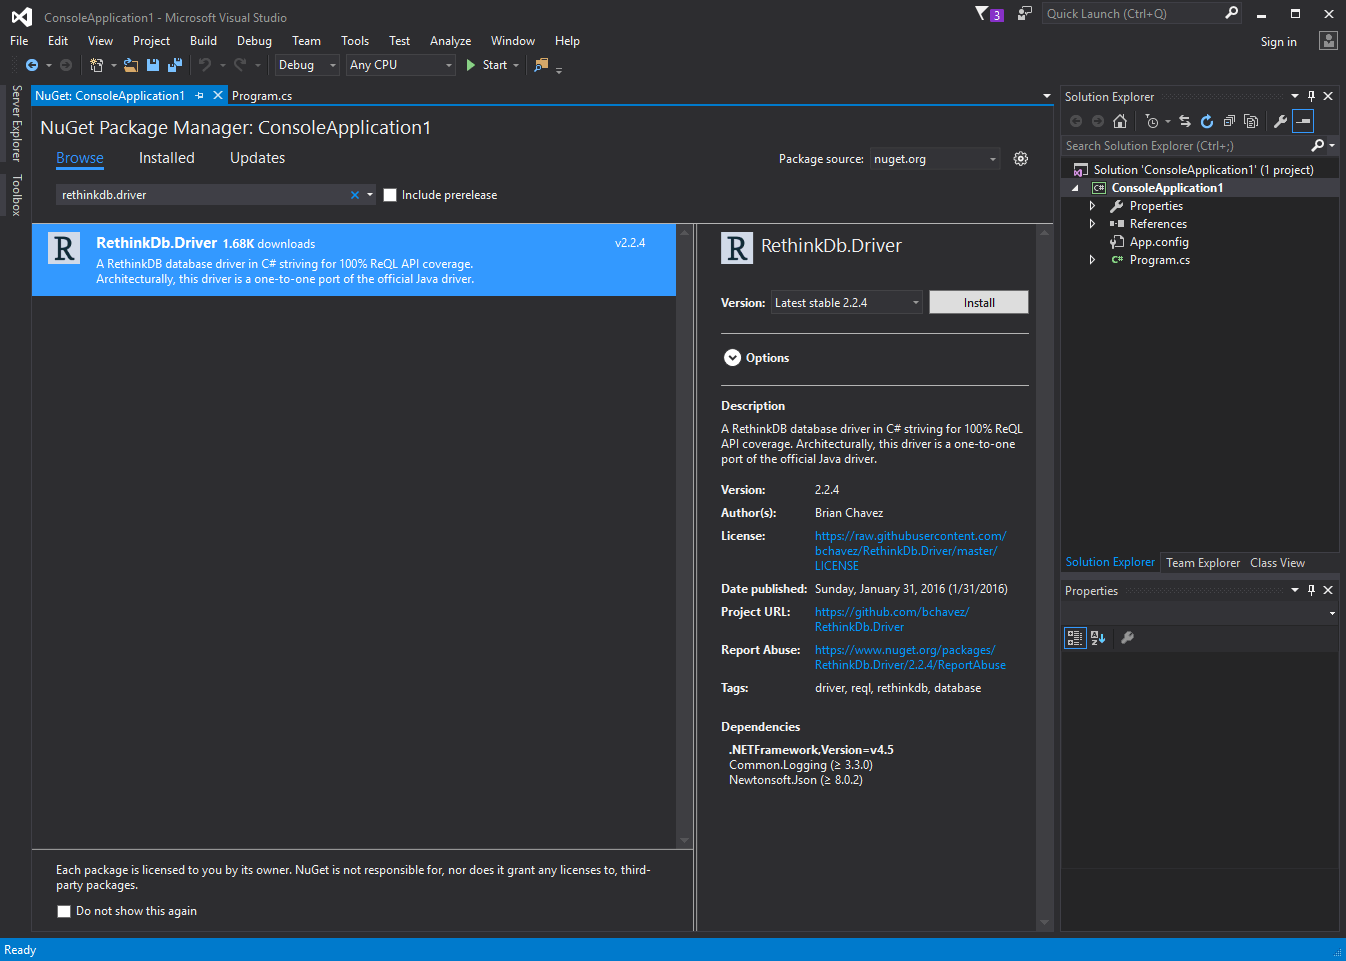 ConsoleApplication1 - Microsoft Visual Studio
3
Quick Launch (Ctrl+Q)
File Edit View Project Build Debug Team Tools Test Analyze Window Help
Sign in
Debug Any CPU Start
Server Explorer
Toolbox
NuGet: ConsoleApplication1 Program.cs
NuGet Package Manager: ConsoleApplication1
Browse Installed Updates
Package source: nuget.org
rethinkdb.driver
Include prerelease
R
RethinkDb.Driver 1.68K downloads
v2.2.4
A RethinkDB database driver in C# striving for 100% ReQL API coverage.
Architecturally, this driver is a one-to-one port of the official Java driver.
Each package is licensed to you by its owner. NuGet is not responsible for, nor does it grant any licenses to, third-
party packages.
Do not show this again
R
RethinkDb.Driver
Version: Latest stable 2.2.4 Install
Options
Description
A RethinkDB database driver in C# striving for 100% ReQL
API coverage. Architecturally, this driver is a one-to-one
port of the official Java driver.
Version: 2.2.4
Author(s): Brian Chavez
License: https://raw.githubusercontent.com/
bchavez/RethinkDb.Driver/master/
LICENSE
Date published: Sunday, January 31, 2016 (1/31/2016)
Project URL: https://github.com/bchavez/
RethinkDb.Driver
Report Abuse: https://www.nuget.org/packages/
RethinkDb.Driver/2.2.4/ReportAbuse
Tags: driver, reql, rethinkdb, database
Dependencies
.NETFramework,Version=v4.5
Common.Logging (≥ 3.3.0)
Newtonsoft.Json (≥ 8.0.2)
Solution Explorer
Search Solution Explorer (Ctrl+;)
Solution 'ConsoleApplication1' (1 project)
C# ConsoleApplication1
Properties
References
App.config
C# Program.cs
Solution Explorer Team Explorer Class View
Properties
Ready